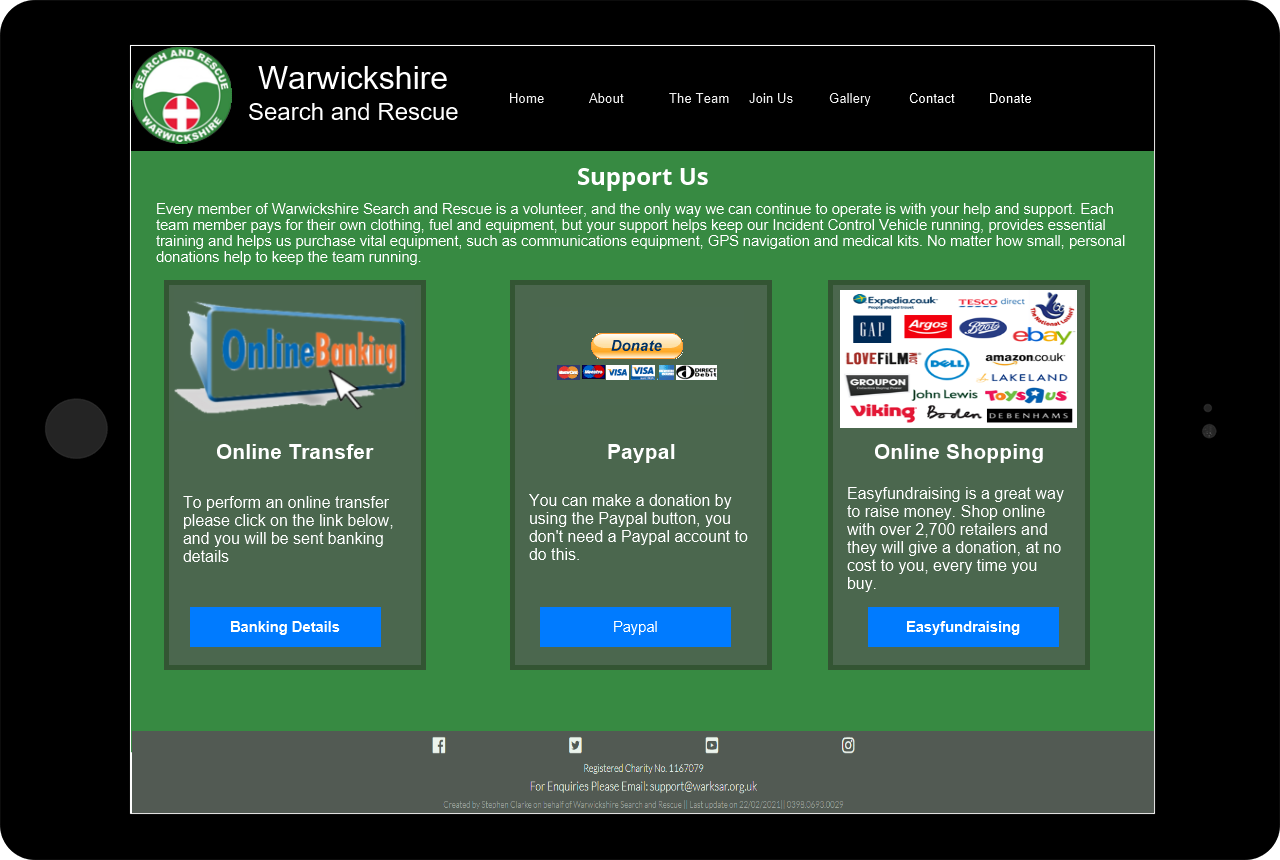 SEARCH AND RESCUE
WARWICKSHIRE
Warwickshire
Search and Rescue
Home About The Team Join Us Gallery Contact Donate
Support Us
Every member of Warwickshire Search and Rescue is a volunteer, and the only way we can continue to operate is with your help and support. Each
team member pays for their own clothing, fuel and equipment, but your support helps keep our Incident Control Vehicle running, provides essential
training and helps us purchase vital equipment, such as communications equipment, GPS navigation and medical kits. No matter how small, personal
donations help to keep the team running.
OnlineBanking
Online Transfer
To perform an online transfer
please click on the link below,
and you will be sent banking
details
Banking Details
Donate
MasterCard Maestro VISA VISA DIRECT Debit
Paypal
You can make a donation by
using the Paypal button, you
don't need a Paypal account to
do this.
Paypal
Expedia.co.uk TESCO direct
People shaped travel
The National Lottery
GAP Argos Boots ebay
LOVEFiLM.com DELL amazon.co.uk
GROUPON LAKELAND
John Lewis ToysRUs
Viking Boden DEBENHAMS
Online Shopping
Easyfundraising is a great way
to raise money. Shop online
with over 2,700 retailers and
they will give a donation, at no
cost to you, every time you
buy.
Easyfundraising
Registered Charity No. 1167079
For Enquiries Please Email: support@warksar.org.uk
Created by Stephen Clarke on behalf of Warwickshire Search and Rescue || Last update on 22/02/2021|| 0398.0693.0029